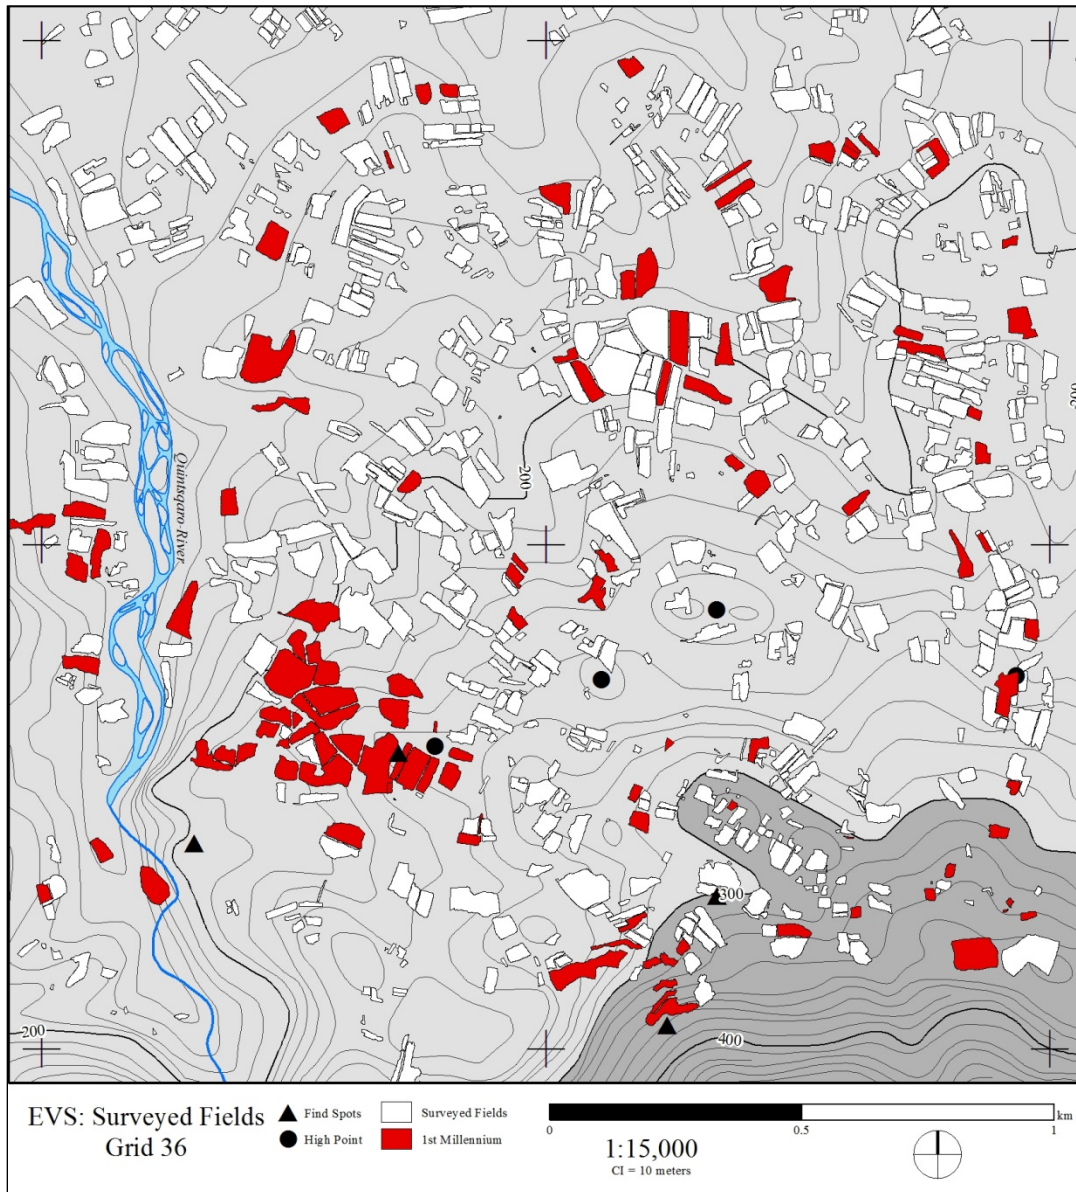 200
200
Quintsqaro River
300
200
400
EVS: Surveyed Fields
Grid 36
Find Spots
High Point
Surveyed Fields
1st Millennium
0
0.5
1
km
1:15,000
CI = 10 meters